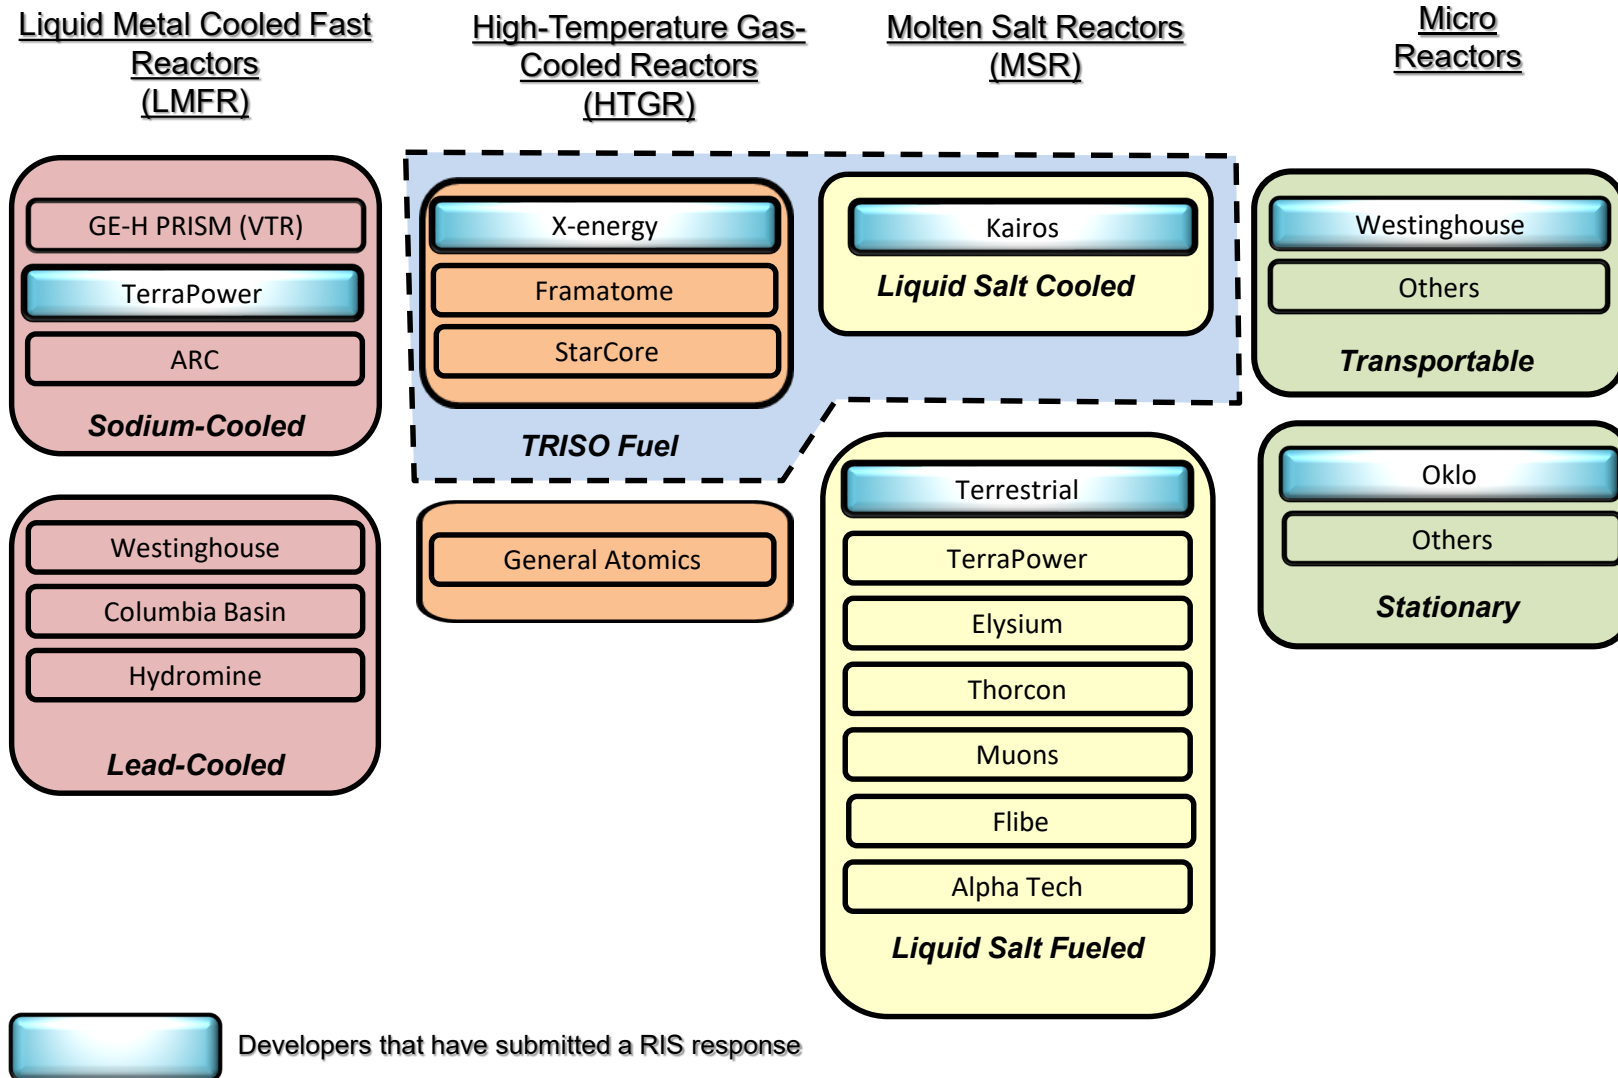 Liquid Metal Cooled Fast
Reactors
(LMFR)
GE-H PRISM (VTR)
TerraPower
ARC
Sodium-Cooled
Westinghouse
Columbia Basin
Hydromine
Lead-Cooled
High-Temperature Gas-
Cooled Reactors
(HTGR)
X-energy
Framatome
StarCore
TRISO Fuel
General Atomics
Molten Salt Reactors
(MSR)
Kairos
Liquid Salt Cooled
Terrestrial
TerraPower
Elysium
Thorcon
Muons
Flibe
Alpha Tech
Liquid Salt Fueled
Micro
Reactors
Westinghouse
Others
Transportable
Oklo
Others
Stationary
Developers that have submitted a RIS response